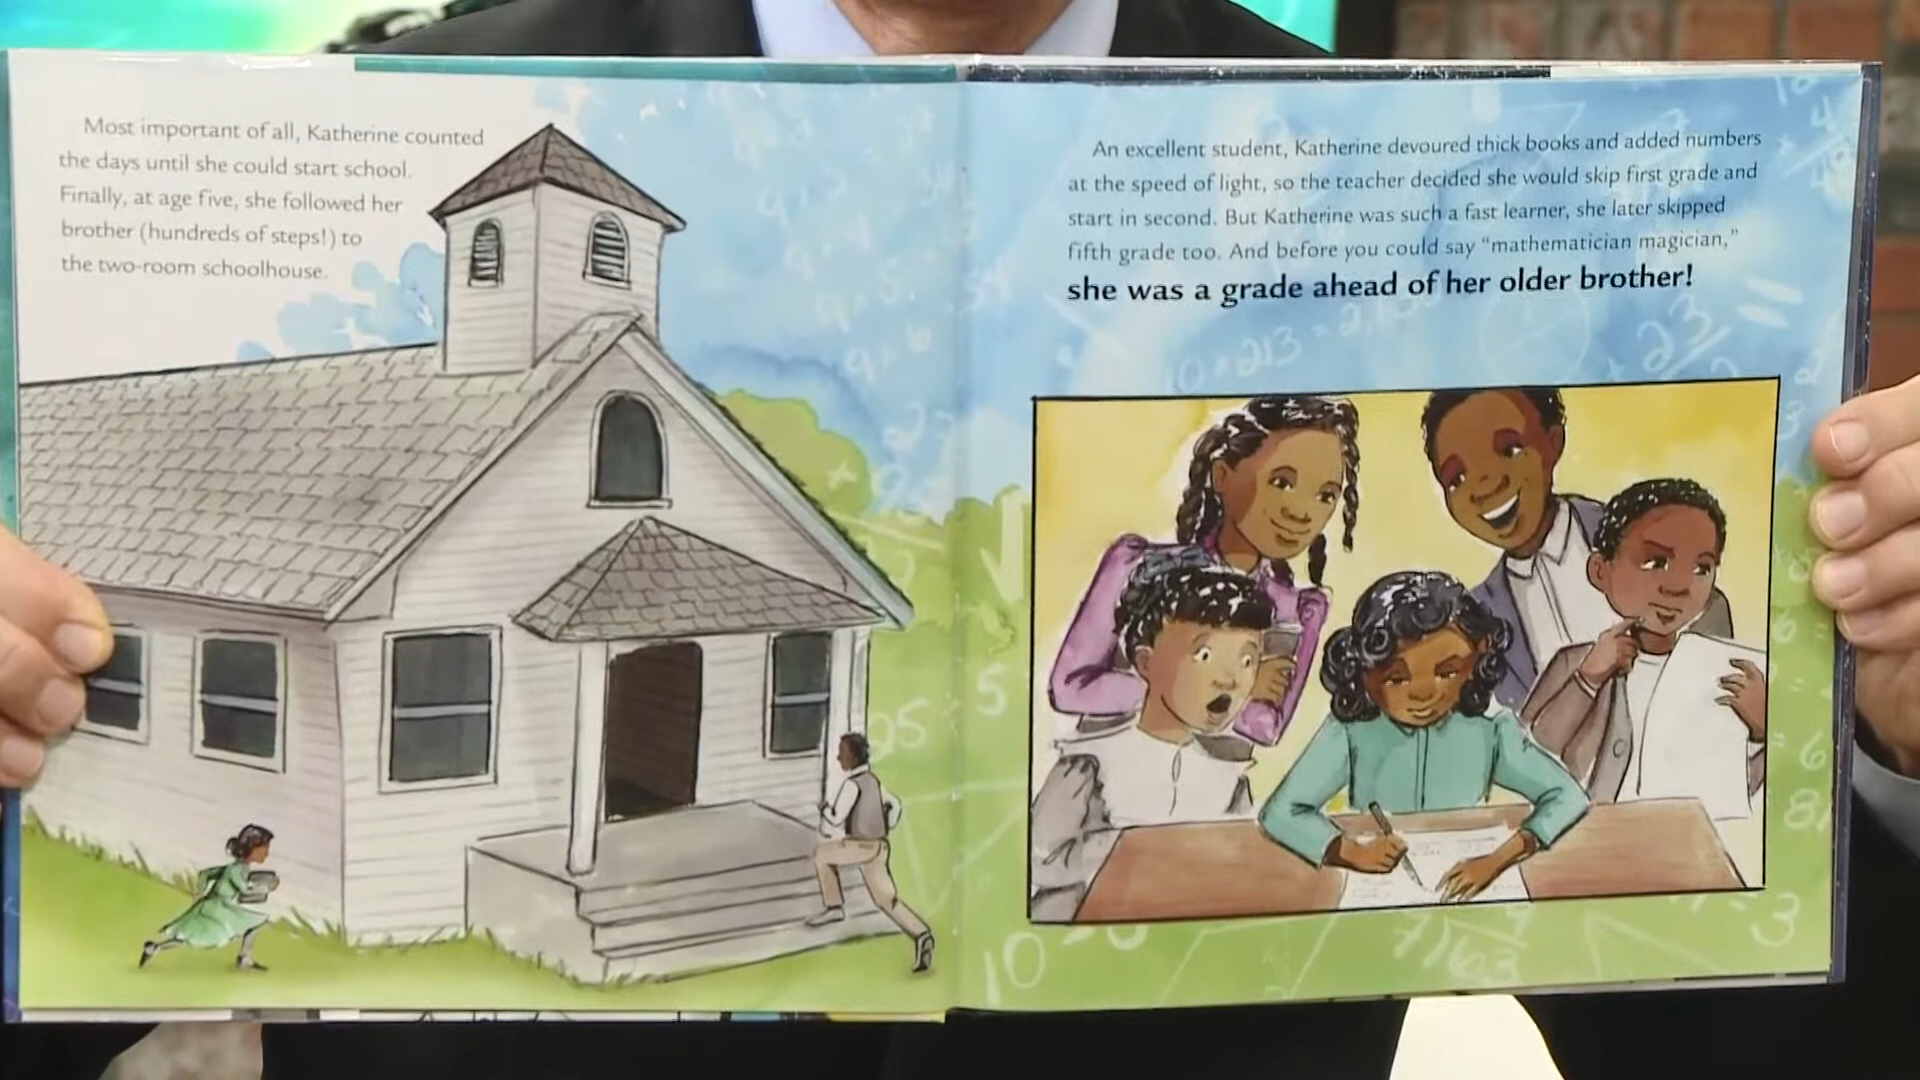 Most important of all, Katherine counted
the days until she could start school.
Finally, at age five, she followed her
brother (hundreds of steps!) to
the two-room schoolhouse.
An excellent student, Katherine devoured thick books and added numbers
at the speed of light, so the teacher decided she would skip first grade and
start in second. But Katherine was such a fast learner, she later skipped
fifth grade too. And before you could say “mathematician magician,”
she was a grade ahead of her older brother!